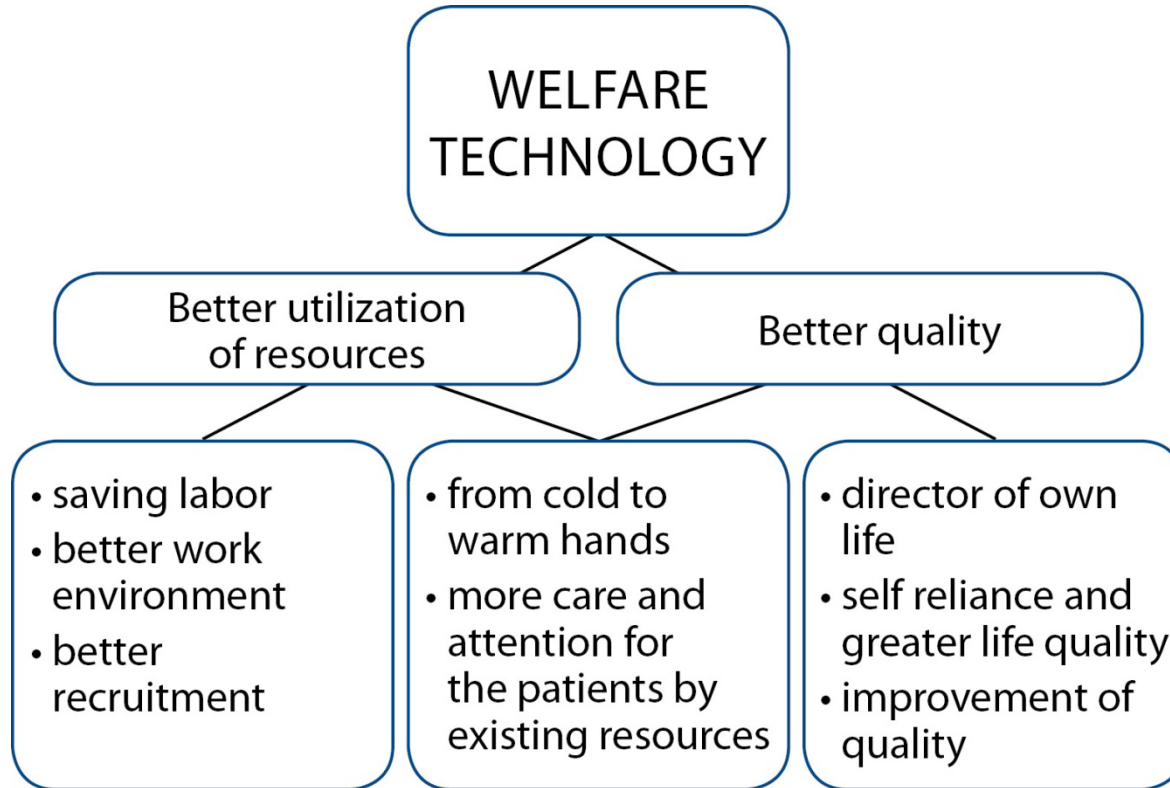 WELFARE
TECHNOLOGY
Better utilization
of resources
Better quality
• saving labor
• better work
environment
• better
recruitment
• from cold to
warm hands
• more care and
attention for
the patients by
existing resources
• director of own
life
• self reliance and
greater life quality
• improvement of
quality